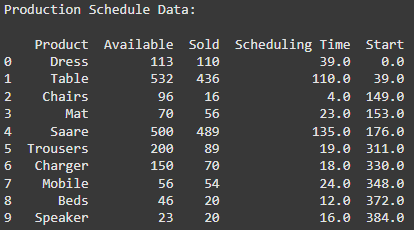 Production Schedule Data:
Product Available Sold Scheduling Time Start
0 Dress 113 110 39.0 0.0
1 Table 532 436 110.0 39.0
2 Chairs 96 16 4.0 149.0
3 Mat 70 56 23.0 153.0
4 Saare 500 489 135.0 176.0
5 Trousers 200 89 19.0 311.0
6 Charger 150 70 18.0 330.0
7 Mobile 56 54 24.0 348.0
8 Beds 46 20 12.0 372.0
9 Speaker 23 20 16.0 384.0